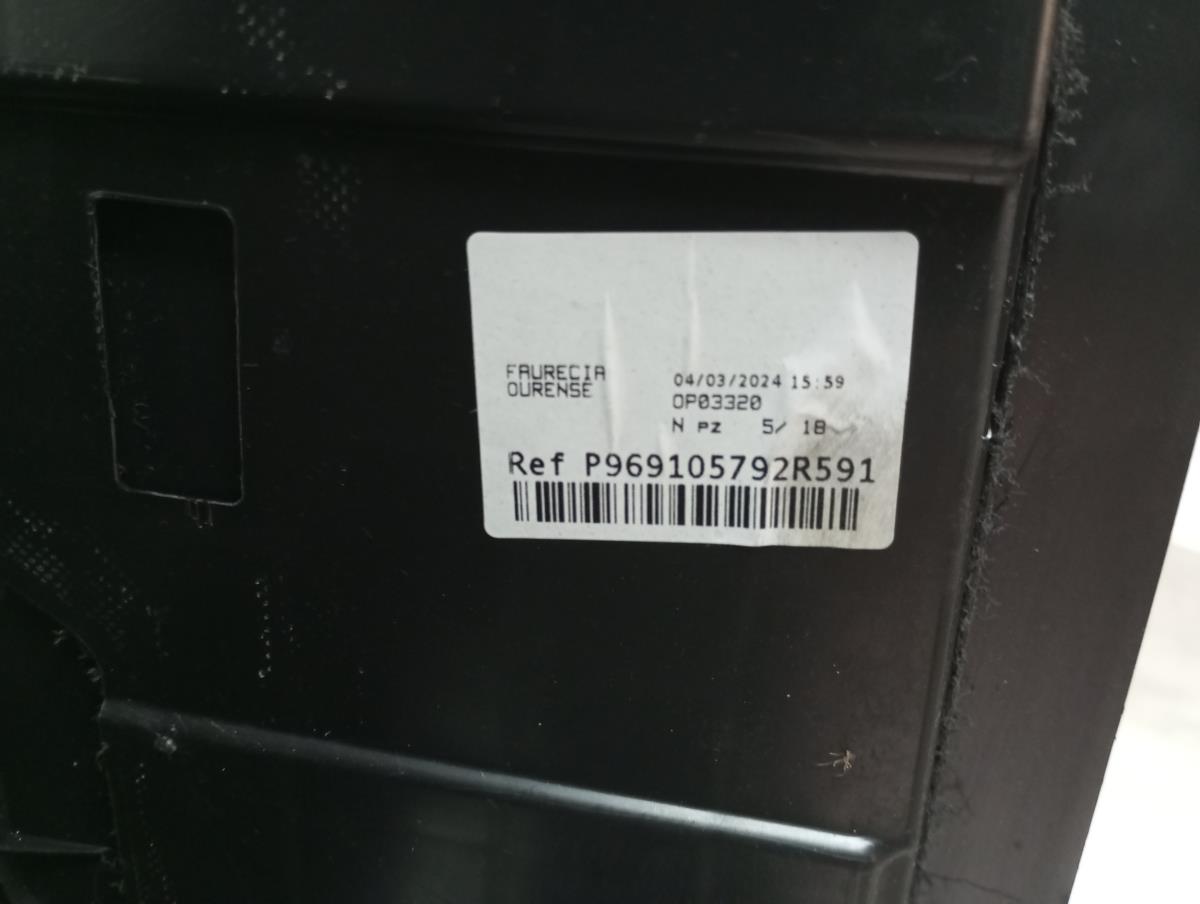 FAURECIA
OURENSE
04/03/2024 15:59
OP03320
N pz 5/ 18
Ref P969105792R591